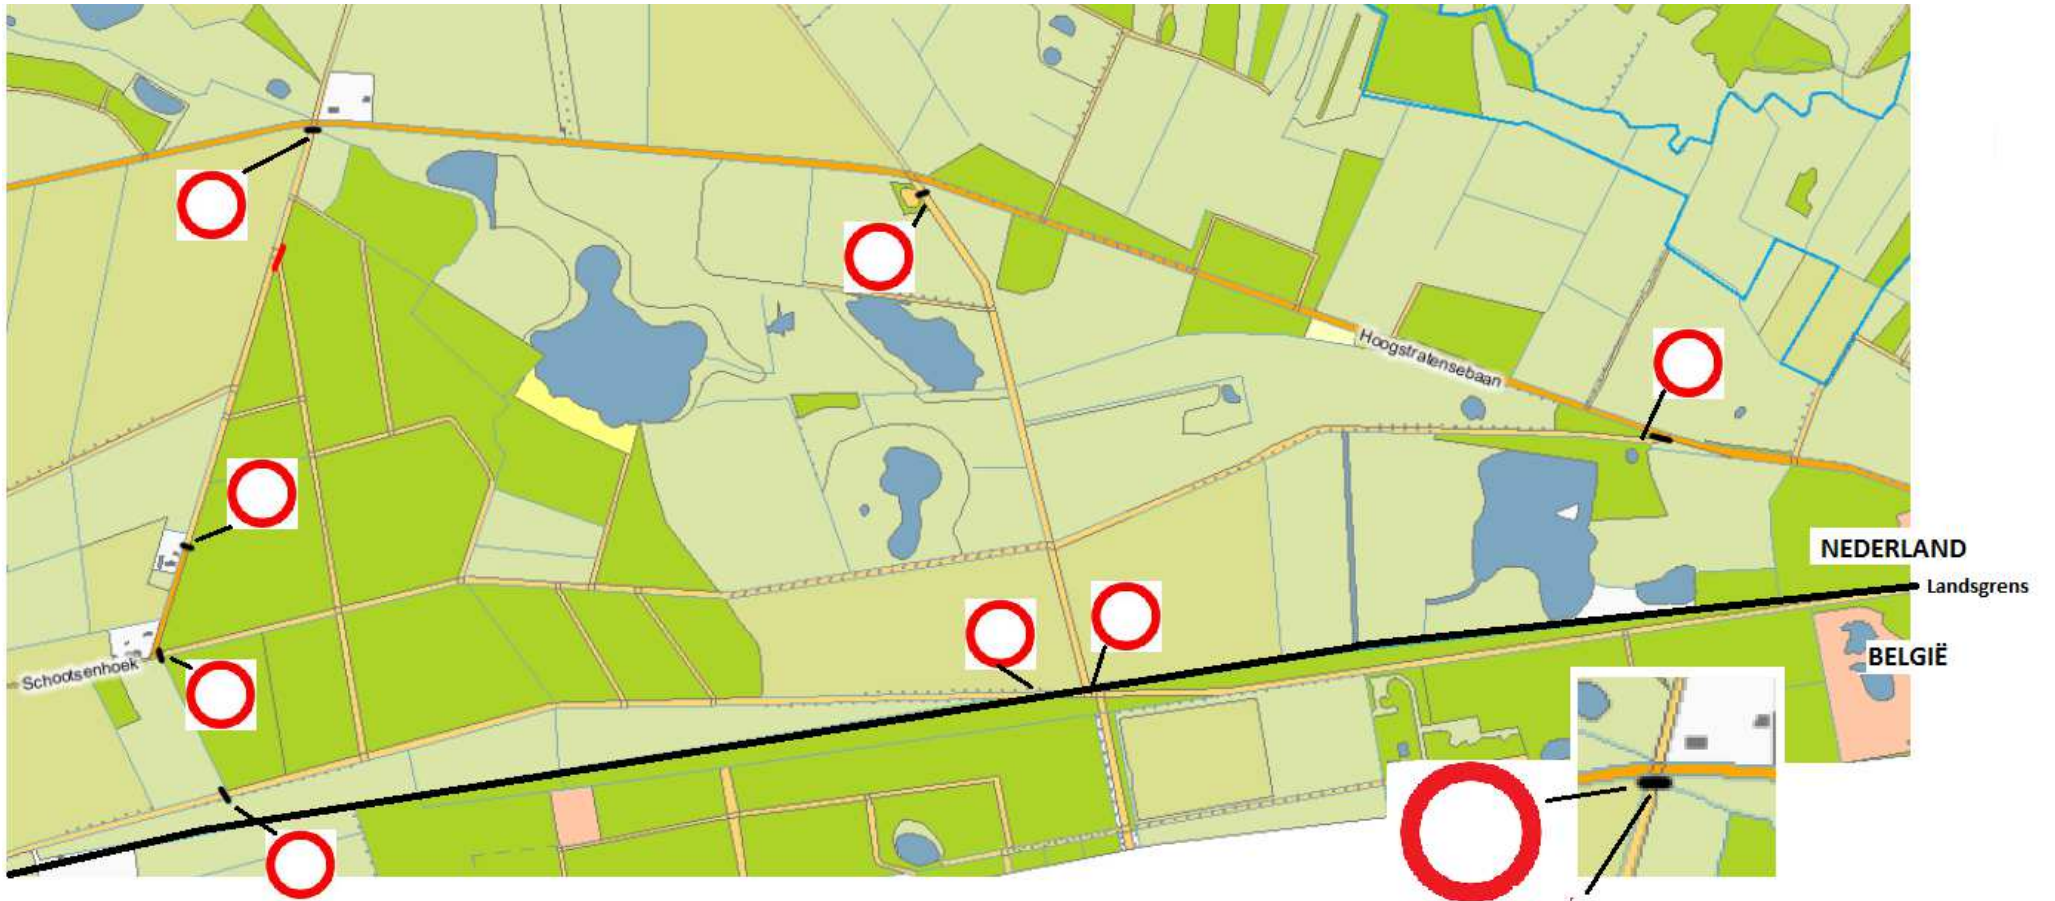 Hoogstratensebaan
NEDERLAND
Landsgrens
BELGIË
Schootsenhoek